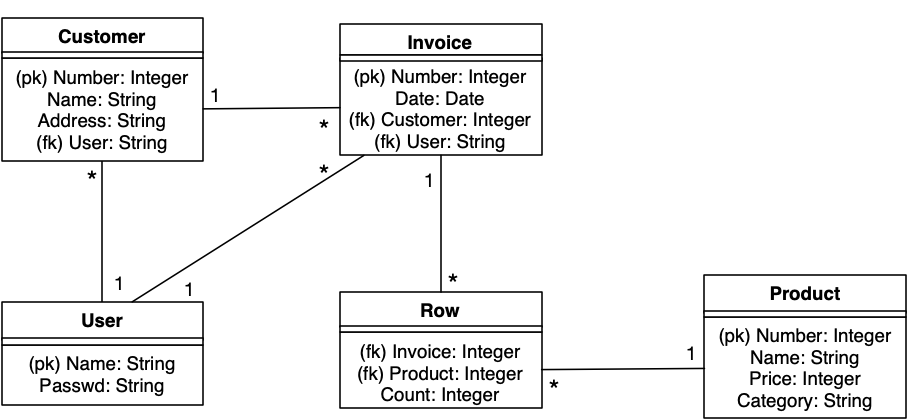 Customer
(pk) Number: Integer
Name: String
Address: String
(fk) User: String
1
*
Invoice
(pk) Number: Integer
Date: Date
(fk) Customer: Integer
(fk) User: String
*
1
*
1
*
1
User
(pk) Name: String
Passwd: String
Row
(fk) Invoice: Integer
(fk) Product: Integer
Count: Integer
*
1
Product
(pk) Number: Integer
Name: String
Price: Integer
Category: String